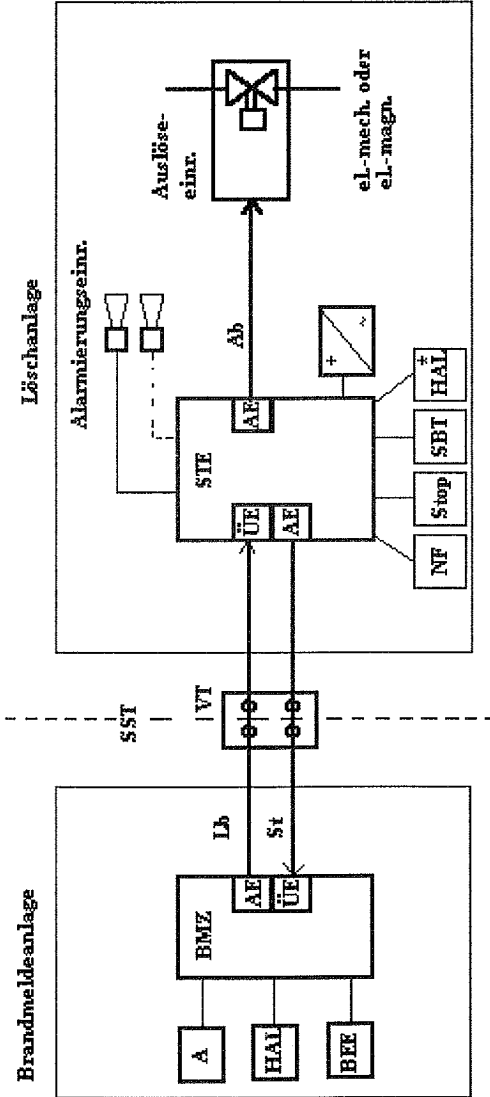 Brandmeldeanlage
A
HAL
BEE
BMZ
AE
ÜE
Lb
St
SST
VT
Löschanlage
Alarmierungseinr.
STE
ÜE
AE
AE
Ab
Auslöse-
einr.
el.-mech. oder
el.-magn.
NF
Stop
SBT
±
HAL
+
~